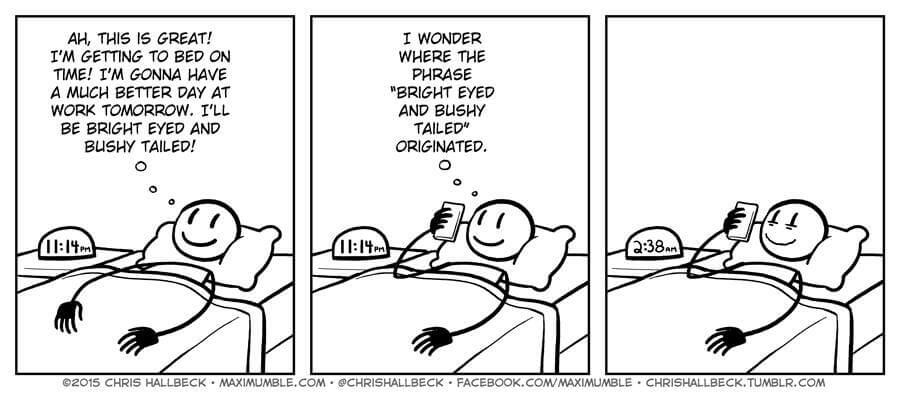 AH, THIS IS GREAT!
I'M GETTING TO BED ON
TIME! I'M GONNA HAVE
A MUCH BETTER DAY AT
WORK TOMORROW. I'LL
BE BRIGHT EYED AND
BUSHY TAILED!
11:14PM
I WONDER
WHERE THE
PHRASE
"BRIGHT EYED
AND BUSHY
TAILED"
ORIGINATED.
11:14PM
2:38AM
©2015 CHRIS HALLBECK • MAXIMUMBLE.COM • @CHRISHALLBECK • FACEBOOK.COM/MAXIMUMBLE • CHRISHALLBECK.TUMBLR.COM